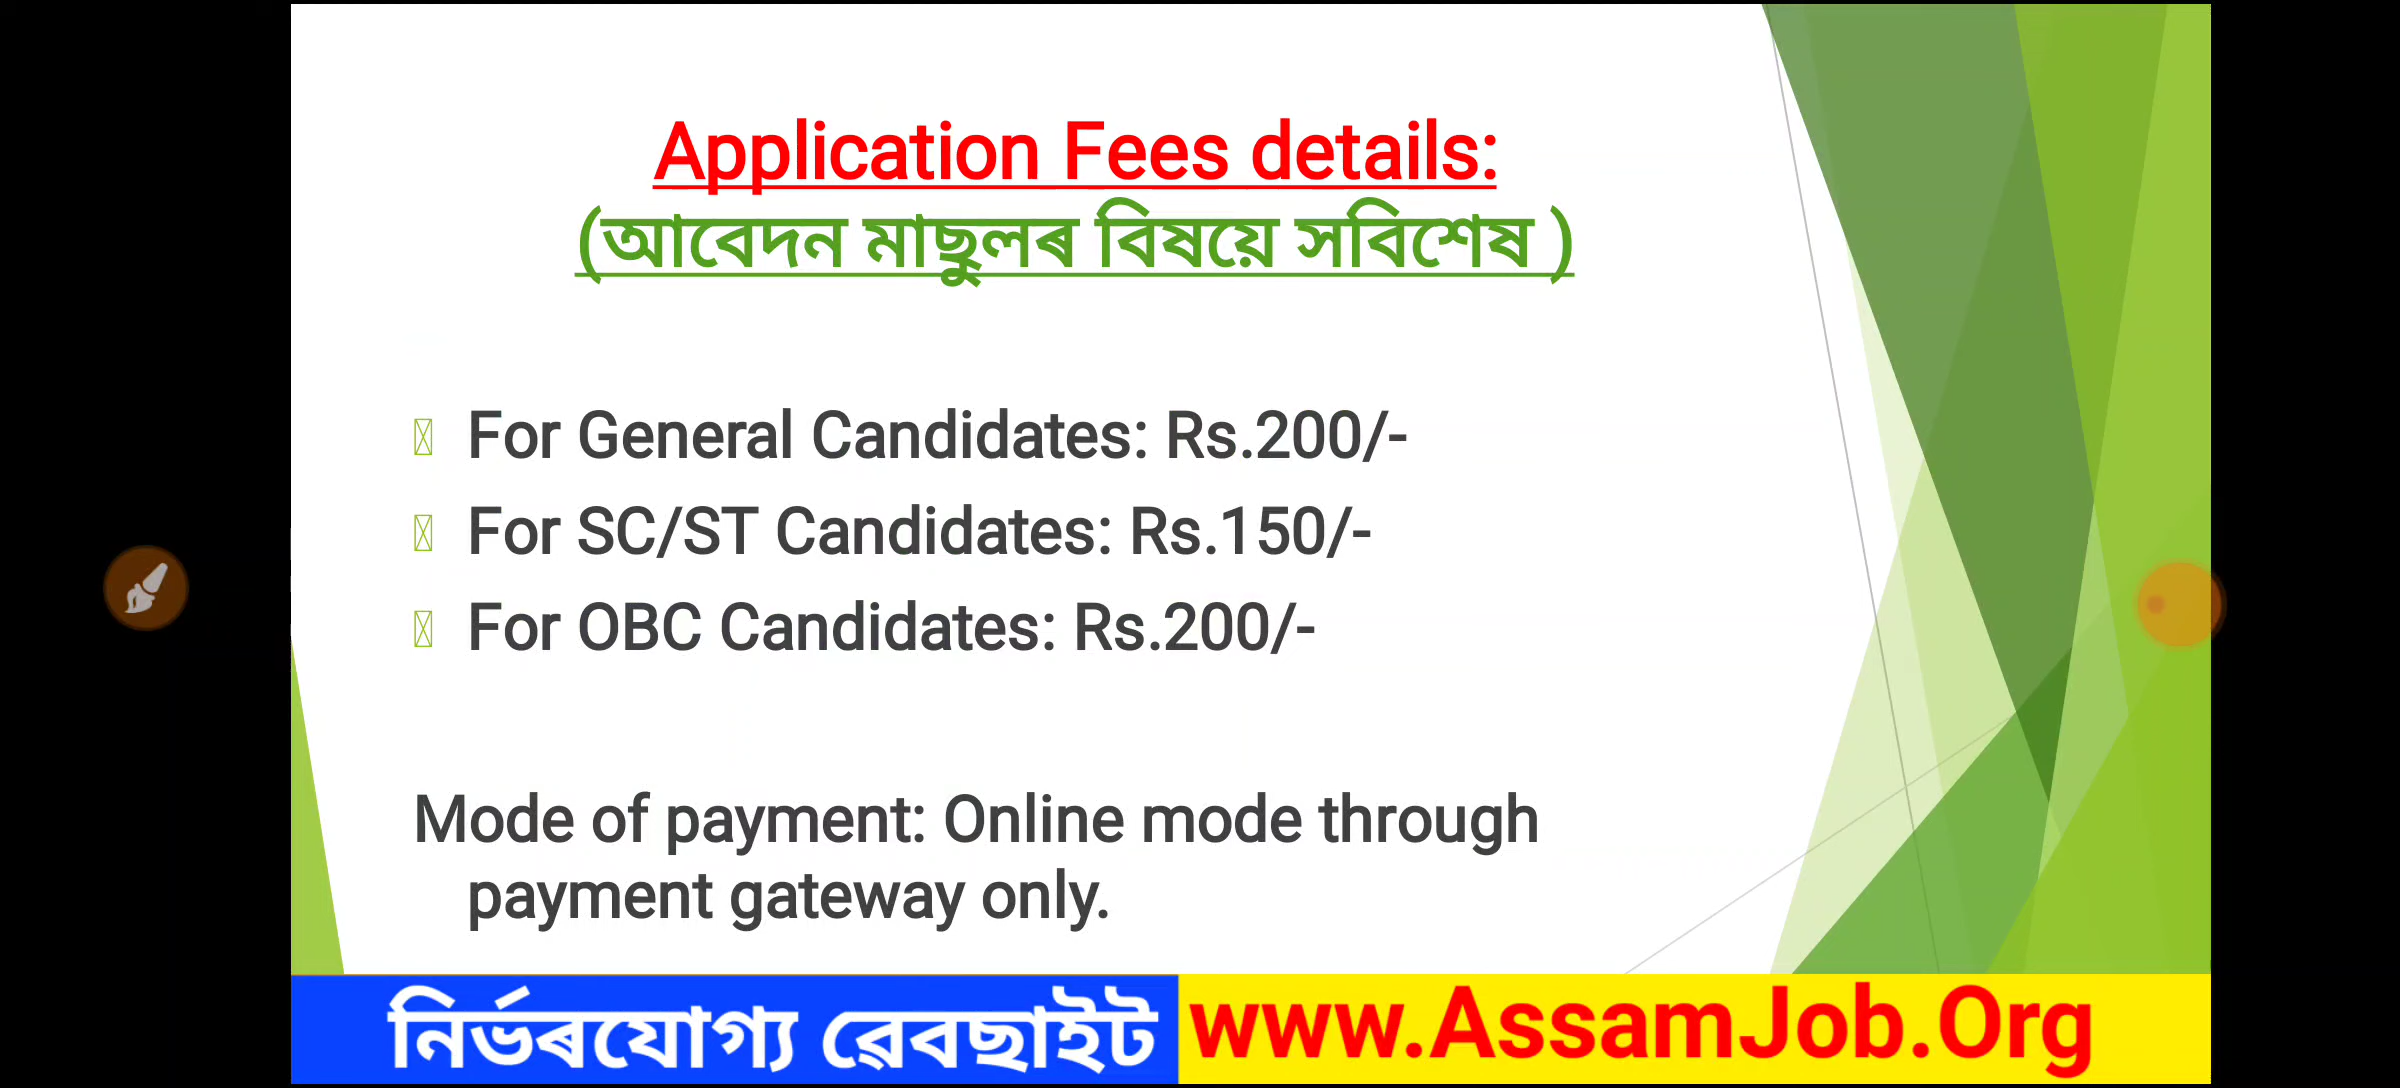 Application Fees details:
(আবেদন মাছুলৰ বিষয়ে সবিশেষ )
For General Candidates: Rs.200/-
For SC/ST Candidates: Rs.150/-
For OBC Candidates: Rs.200/-
Mode of payment: Online mode through
payment gateway only.
নিৰ্ভৰযোগ্য ৱেবছাইট www.AssamJob.Org